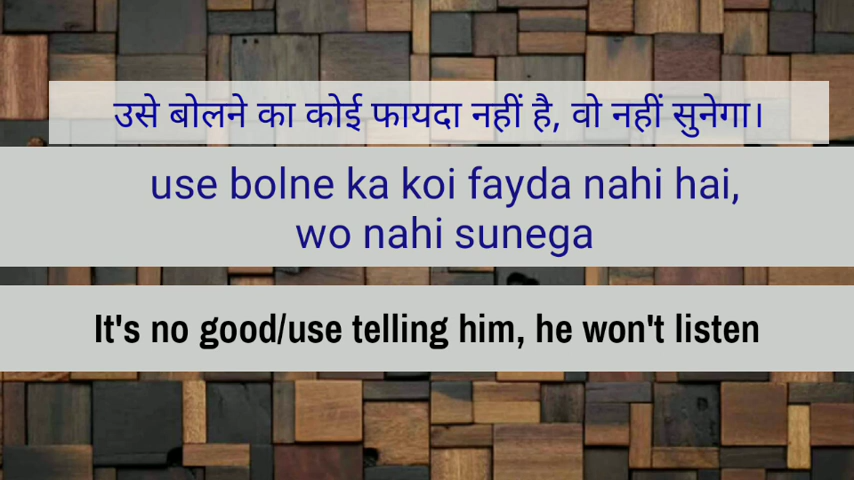 उसे बोलने का कोई फायदा नहीं है, वो नहीं सुनेगा।
use bolne ka koi fayda nahi hai,
wo nahi sunega
It's no good/use telling him, he won't listen